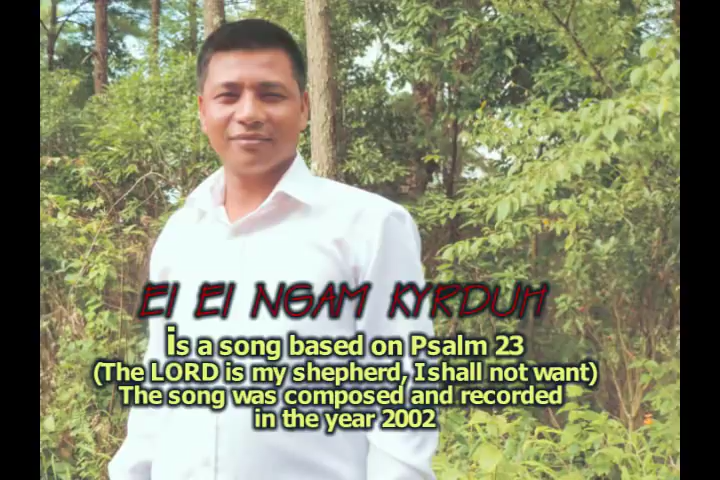 EI EI NGAM KYRDUH
is a song based on Psalm 23
(The LORD is my shepherd, I shall not want)
The song was composed and recorded
in the year 2002